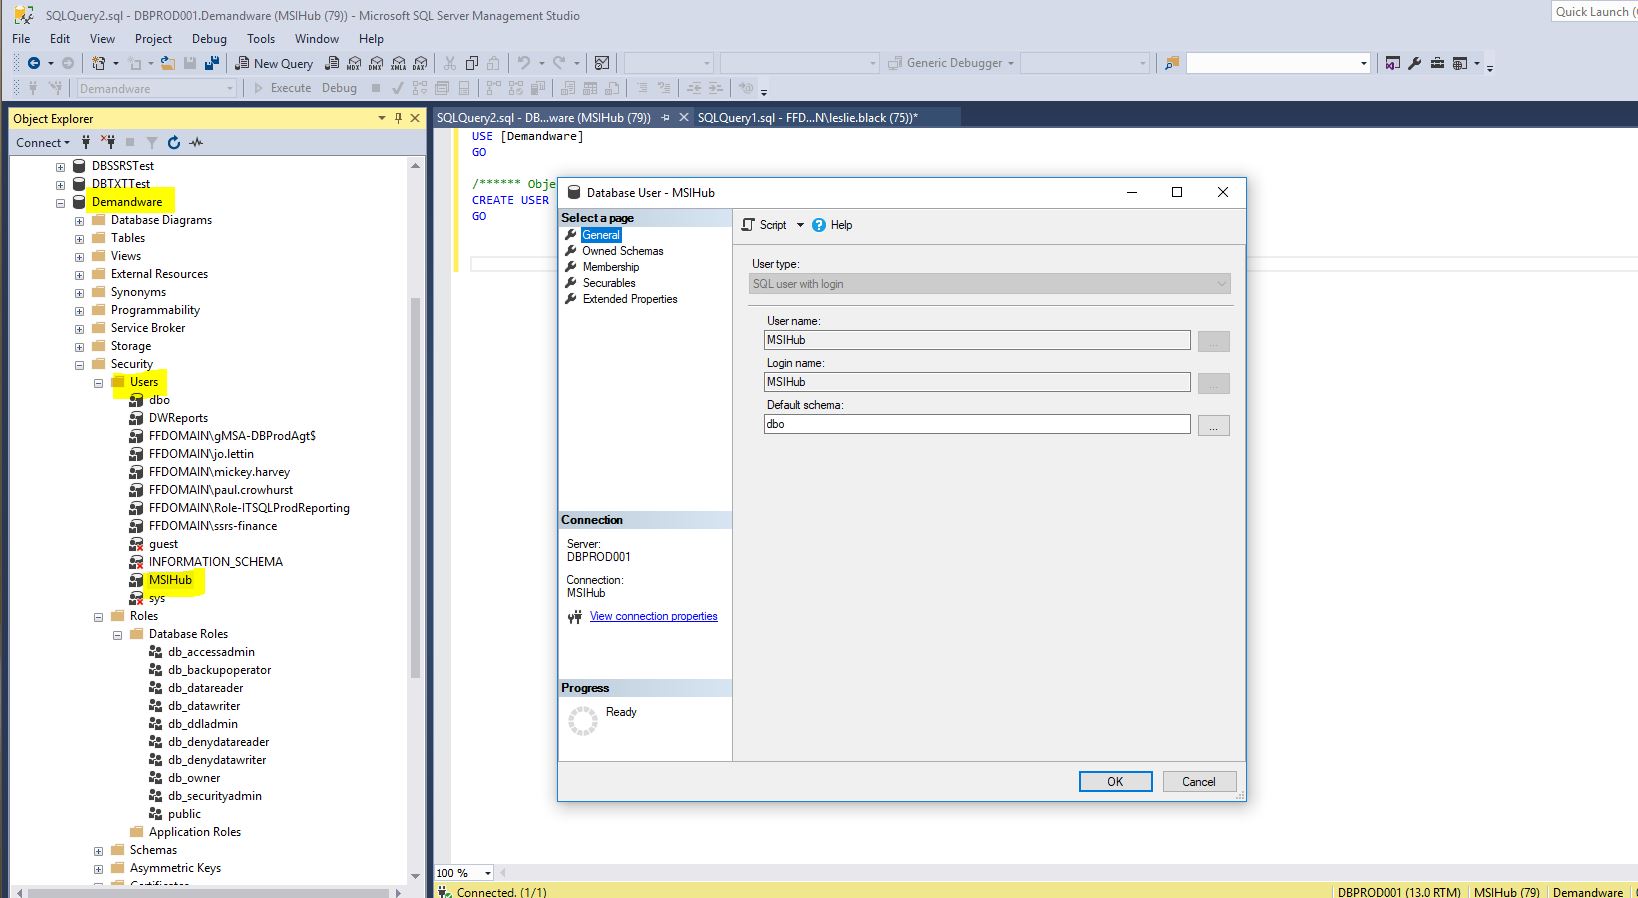 SQLQuery2.sql - DBPROD001.Demandware (MSIHub (79)) - Microsoft SQL Server Management Studio
Quick Launch (
File Edit View Project Debug Tools Window Help
New Query
MDX DMX XMLA DAX
Generic Debugger
Demandware
Execute Debug
Object Explorer
Connect
DBSSRSTest
DBTXTTest
Demandware
Database Diagrams
Tables
Views
External Resources
Synonyms
Programmability
Service Broker
Storage
Security
Users
dbo
DWReports
FFDOMAIN\gMSA-DBProdAgt$
FFDOMAIN\jo.lettin
FFDOMAIN\mickey.harvey
FFDOMAIN\paul.crowhurst
FFDOMAIN\Role-ITSQLProdReporting
FFDOMAIN\ssrs-finance
guest
INFORMATION_SCHEMA
MSIHub
sys
Roles
Database Roles
db_accessadmin
db_backupoperator
db_datareader
db_datawriter
db_ddladmin
db_denydatareader
db_denydatawriter
db_owner
db_securityadmin
public
Application Roles
Schemas
Asymmetric Keys
SQLQuery2.sql - DB...ware (MSIHub (79))
SQLQuery1.sql - FFD...N\leslie.black (75))*
USE [Demandware]
GO
/****** Obje
CREATE USER
GO
Database User - MSIHub
Select a page
General
Owned Schemas
Membership
Securables
Extended Properties
Script Help
User type:
SQL user with login
User name:
MSIHub
...
Login name:
MSIHub
...
Default schema:
dbo
...
Connection
Server:
DBPROD001
Connection:
MSIHub
View connection properties
Progress
Ready
OK Cancel
100 %
Connected. (1/1)
DBPROD001 (13.0 RTM) MSIHub (79) Demandware